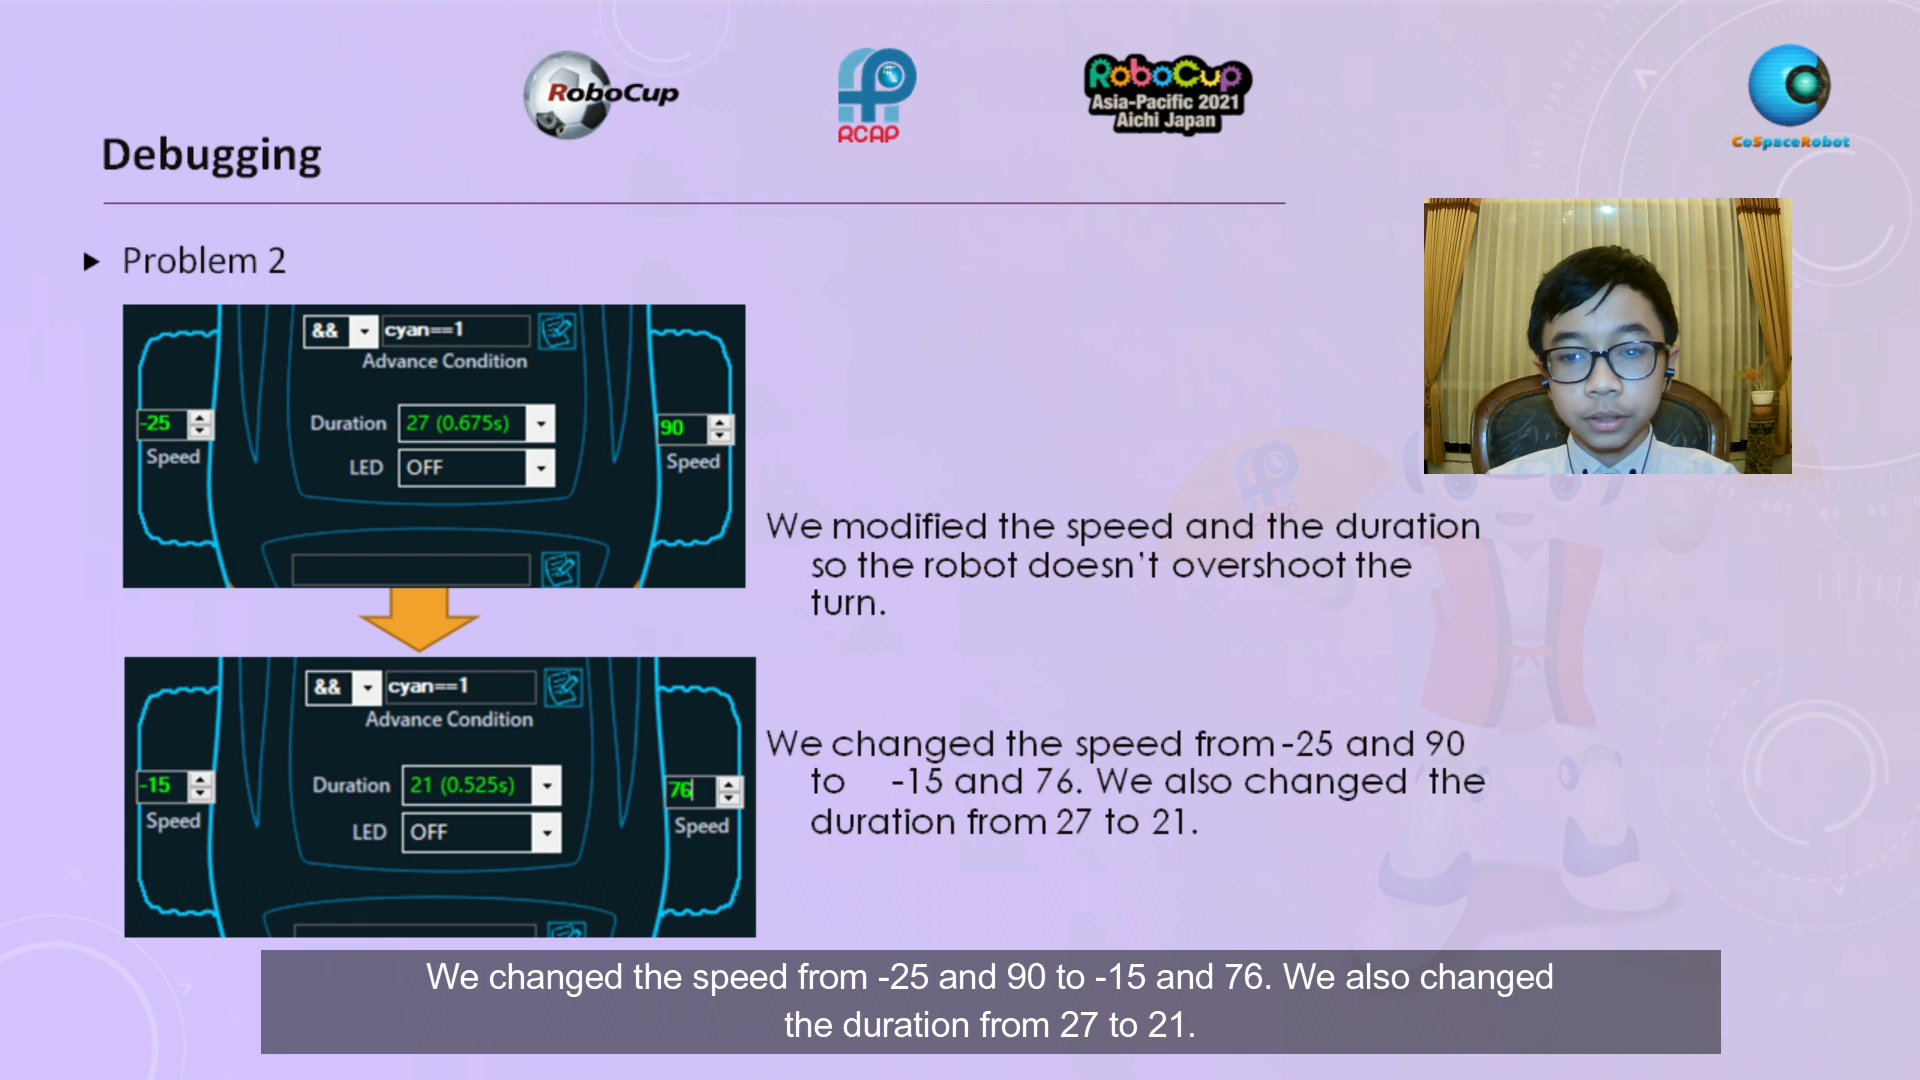 RoboCup
RCAP
RoboCup
Asia-Pacific 2021
Aichi Japan
CoSpaceRobot
Debugging
Problem 2
&& cyan==1
Advance Condition
-25
Speed
Duration 27 (0.675s)
LED OFF
90
Speed
We modified the speed and the duration
so the robot doesn't overshoot the
turn.
&& cyan==1
Advance Condition
-15
Speed
Duration 21 (0.525s)
LED OFF
76
Speed
We changed the speed from -25 and 90
to -15 and 76. We also changed the
duration from 27 to 21.
We changed the speed from -25 and 90 to -15 and 76. We also changed
the duration from 27 to 21.